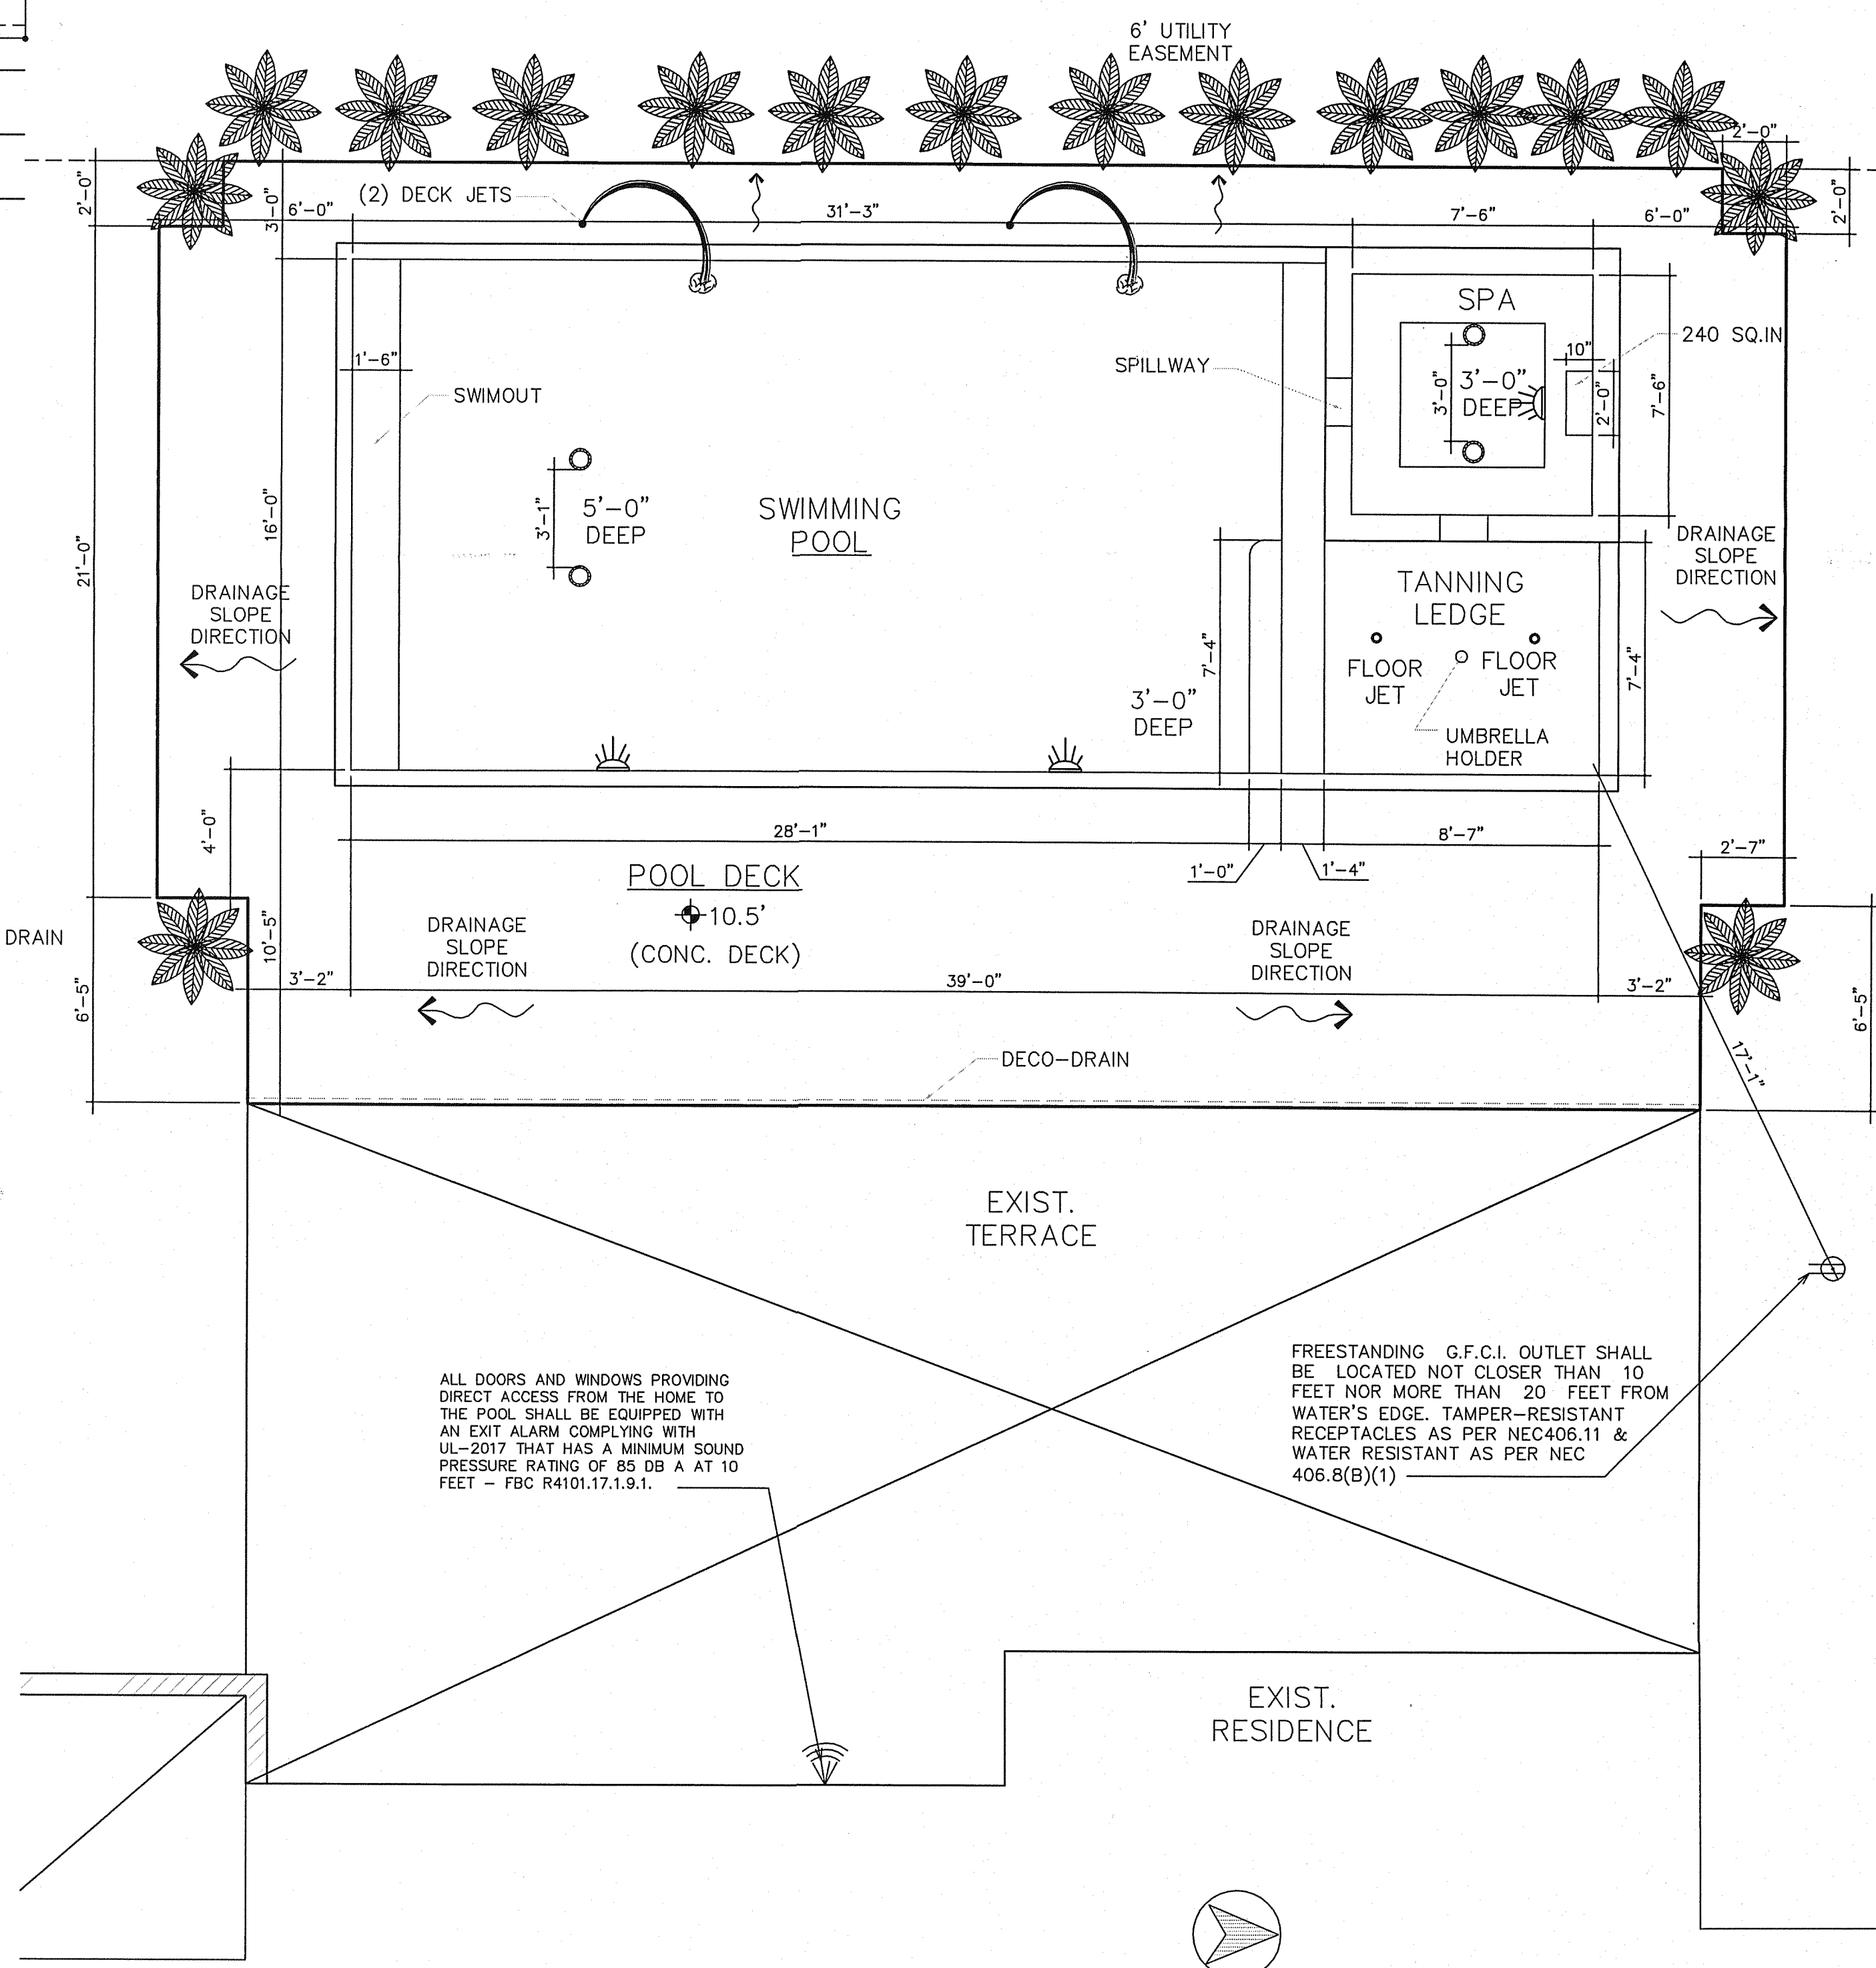 6' UTILITY
EASEMENT
2'-0"
2'-0"
3'-0"
6'-0"
(2) DECK JETS
31'-3"
7'-6"
6'-0"
2'-0"
SPA
240 SQ.IN
1'-6"
SWIMOUT
SPILLWAY
10"
3'-0"
3'-0"
DEEP
2'-0"
7'-6"
3'-1"
5'-0"
DEEP
SWIMMING
POOL
16'-0"
21'-0"
DRAINAGE
SLOPE
DIRECTION
DRAINAGE
SLOPE
DIRECTION
TANNING
LEDGE
FLOOR
JET
FLOOR
JET
7'-4"
7'-4"
3'-0"
DEEP
UMBRELLA
HOLDER
4'-0"
28'-1"
8'-7"
1'-0"
1'-4"
2'-7"
POOL DECK
10.5'
(CONC. DECK)
DRAIN
10'-5"
DRAINAGE
SLOPE
DIRECTION
DRAINAGE
SLOPE
DIRECTION
3'-2"
39'-0"
3'-2"
6'-5"
6'-5"
17'-1"
DECO-DRAIN
EXIST.
TERRACE
ALL DOORS AND WINDOWS PROVIDING
DIRECT ACCESS FROM THE HOME TO
THE POOL SHALL BE EQUIPPED WITH
AN EXIT ALARM COMPLYING WITH
UL-2017 THAT HAS A MINIMUM SOUND
PRESSURE RATING OF 85 DB A AT 10
FEET - FBC R4101.17.1.9.1.
FREESTANDING G.F.C.I. OUTLET SHALL
BE LOCATED NOT CLOSER THAN 10
FEET NOR MORE THAN 20 FEET FROM
WATER'S EDGE. TAMPER-RESISTANT
RECEPTACLES AS PER NEC406.11 &
WATER RESISTANT AS PER NEC
406.8(B)(1)
EXIST.
RESIDENCE